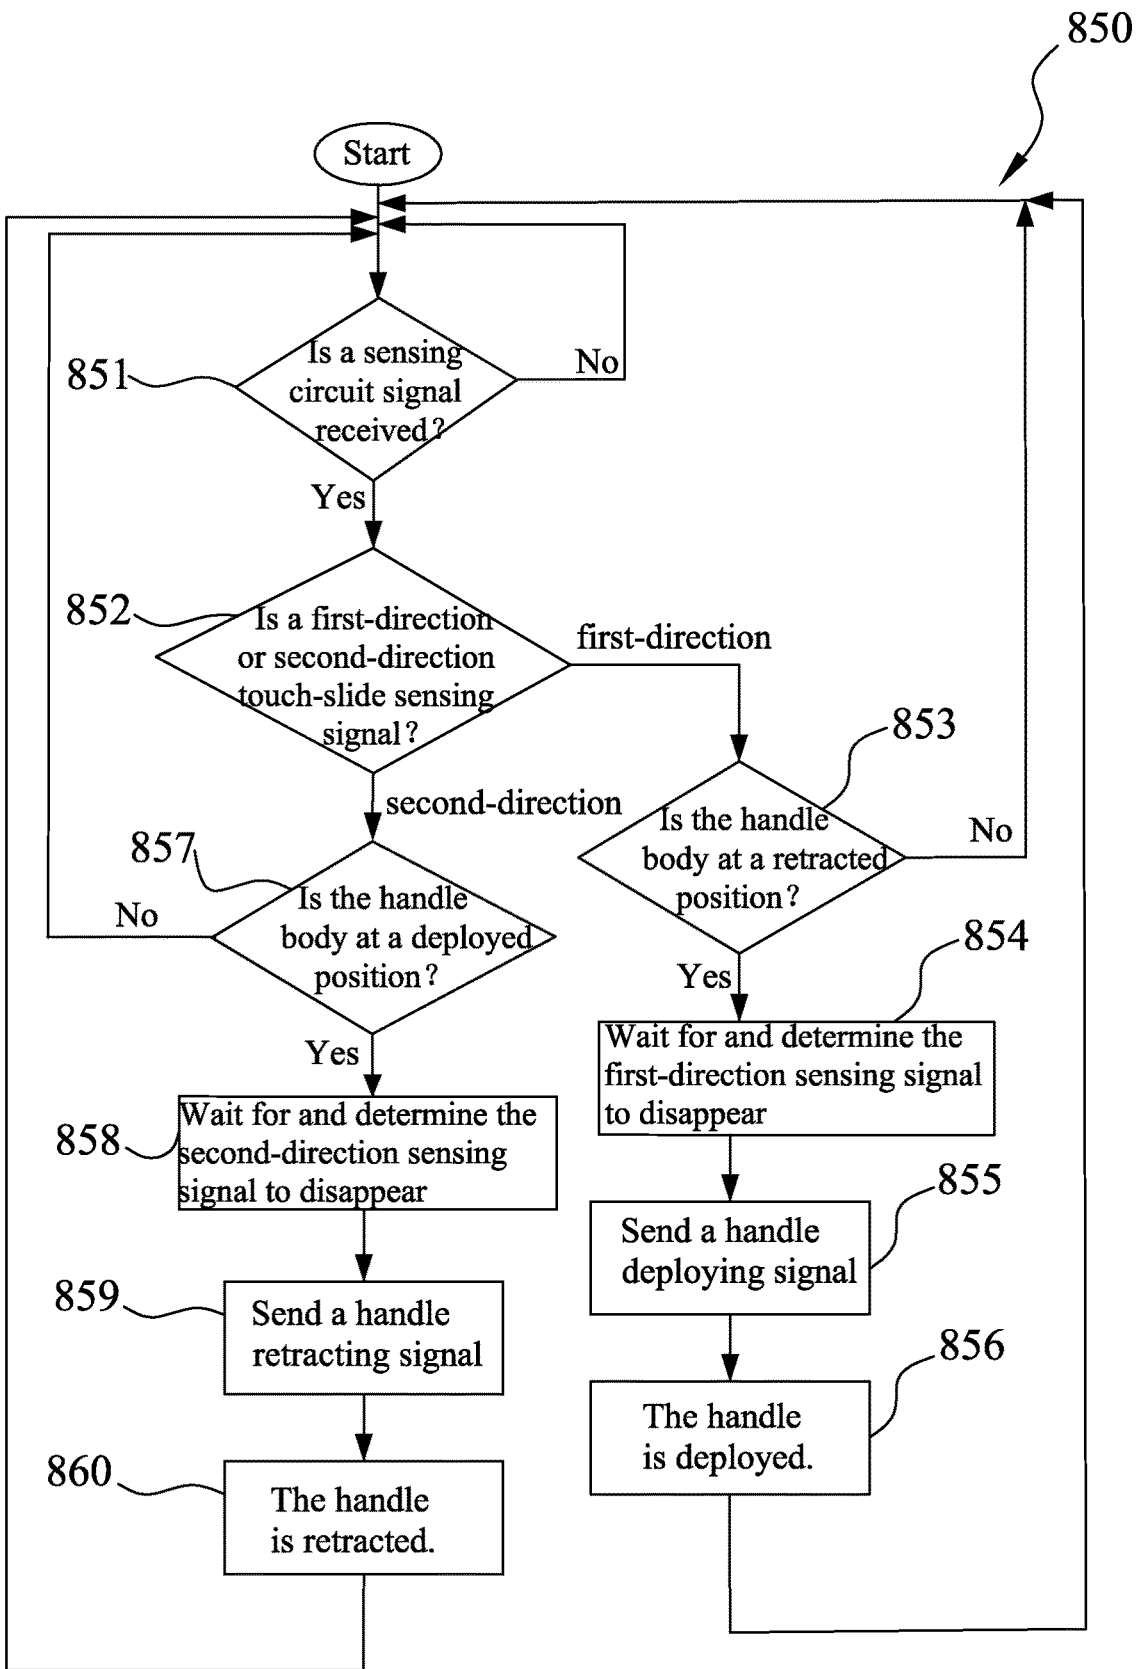 850
Start
Is a sensing
circuit signal
received?
851
No
Yes
852
Is a first-direction
or second-direction
touch-slide sensing
signal?
first-direction
853
second-direction
Is the handle
body at a retracted
position?
No
857
No
Is the handle
body at a deployed
position?
854
Yes
Yes
Wait for and determine the
first-direction sensing signal
to disappear
858
Wait for and determine the
second-direction sensing
signal to disappear
855
Send a handle
deploying signal
859
Send a handle
retracting signal
856
The handle
is deployed.
860
The handle
is retracted.